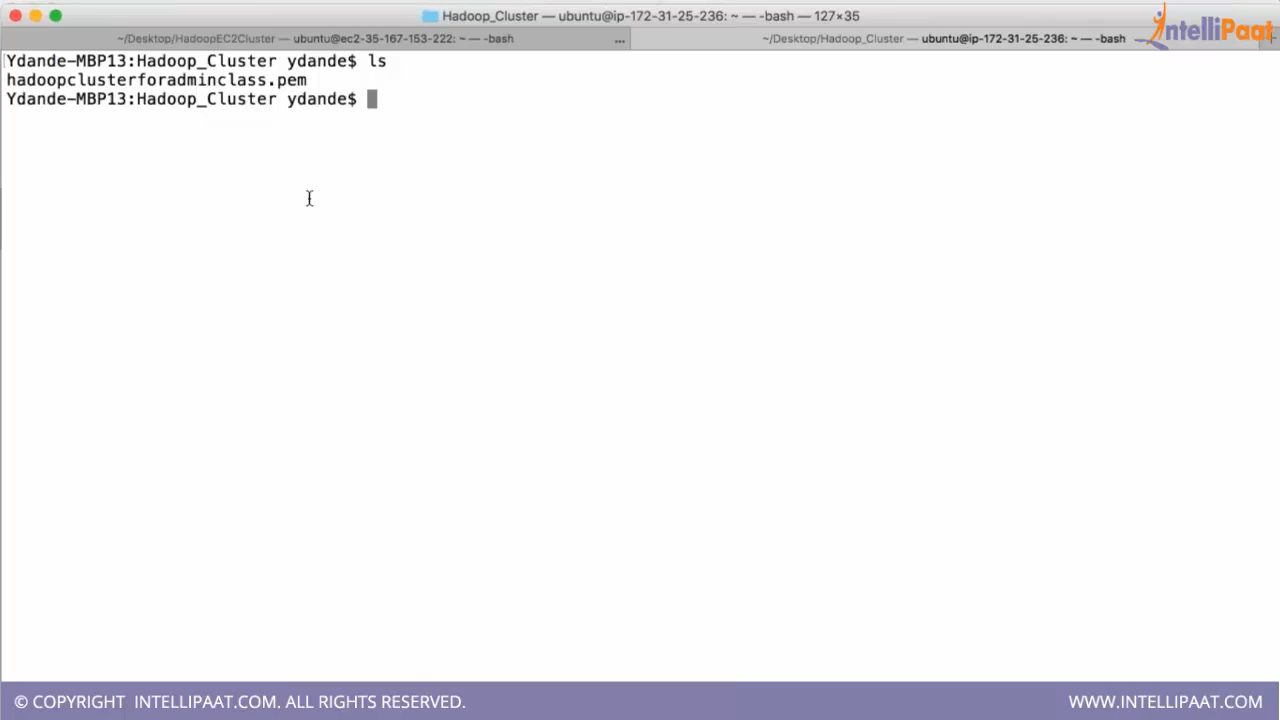 Hadoop_Cluster — ubuntu@ip-172-31-25-236: ~ — -bash — 127×35
~/Desktop/HadoopEC2Cluster — ubuntu@ec2-35-167-153-222: ~ — -bash ... ~/Desktop/Hadoop_Cluster — ubuntu@ip-172-31-25-236: ~ — -bash
IntelliPaat
Ydande-MBP13:Hadoop_Cluster ydande$ ls
hadoopclusterforadminclass.pem
Ydande-MBP13:Hadoop_Cluster ydande$
© COPYRIGHT INTELLIPAAT.COM. ALL RIGHTS RESERVED. WWW.INTELLIPAAT.COM